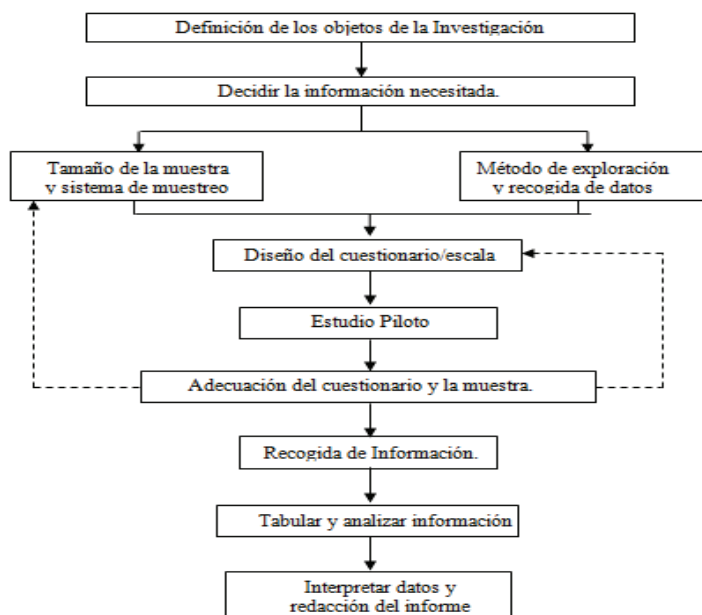 Definición de los objetos de la Investigación
Decidir la información necesitada.
Tamaño de la muestra
y sistema de muestreo
Método de exploración
y recogida de datos
Diseño del cuestionario/escala
Estudio Piloto
Adecuación del cuestionario y la muestra.
Recogida de Información.
Tabular y analizar información
Interpretar datos y
redacción del informe